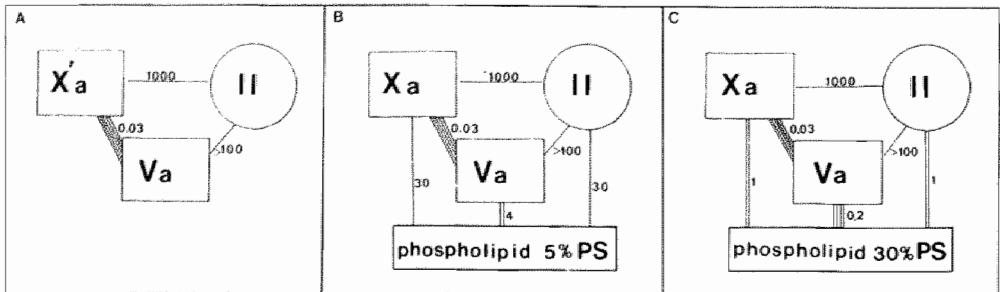 A
X'a
1000
II
0.03
100
Va
B
Xa
1000
II
0.03
>100
Va
30
4
30
phospholipid 5% PS
C
Xa
1000
II
0.03
>100
Va
1
0.2
1
phospholipid 30% PS